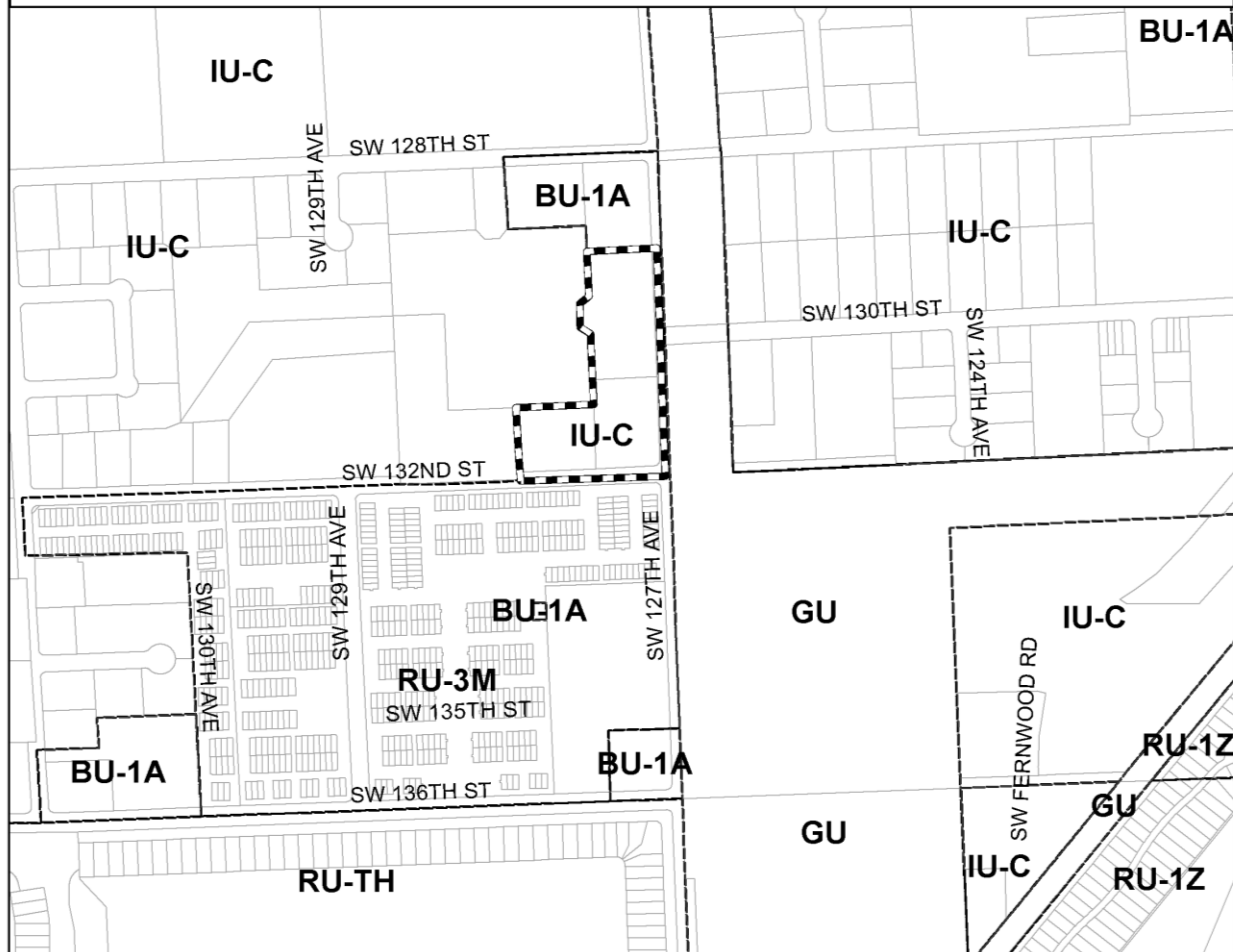 BU-1A
IU-C
SW 129TH AVE
SW 128TH ST
BU-1A
IU-C
IU-C
SW 130TH ST
SW 124TH AVE
IU-C
SW 132ND ST
SW 129TH AVE
SW 127TH AVE
SW 130TH AVE
BU-1A
GU
IU-C
SW FERNWOOD RD
RU-3M
SW 135TH ST
BU-1A
BU-1A
RU-1Z
SW 136TH ST
GU
GU
IU-C
RU-TH
RU-1Z